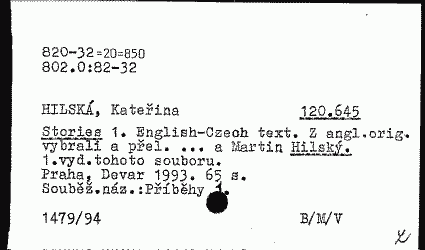 820-32=20=850
802.0:82-32
HILSKÁ, Kateřina 120.645
Stories 1. English-Czech text. Z angl.orig.
vybrali a přel. ... a Martin Hilský.
1.vyd.tohoto souboru.
Praha, Devar 1993. 65 s.
Souběž.náz.:Příběhy 1.
1479/94 B/M/V